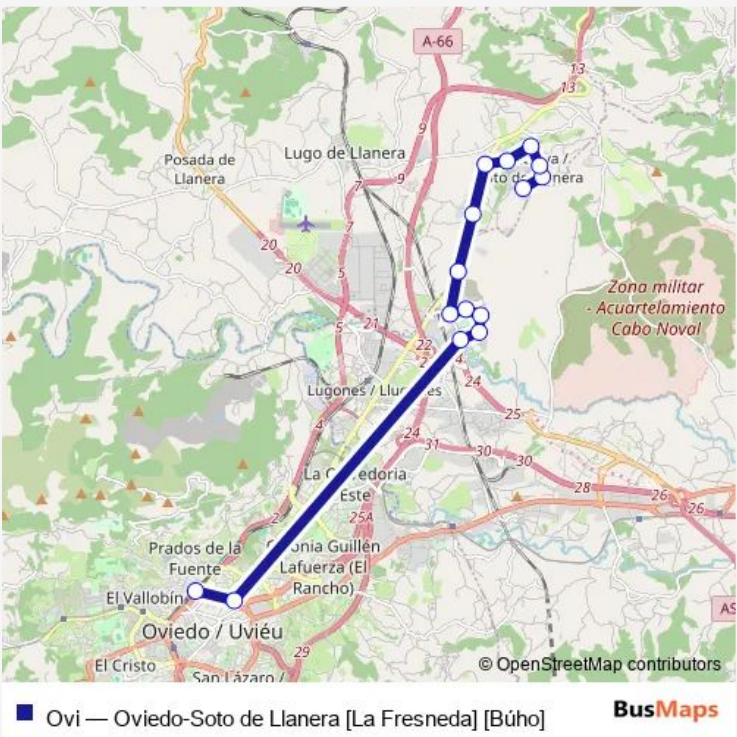 A-66
13
13
9
Posada de
Llanera
Lugo de Llanera
9
7
7
20
20
5
Zona militar
- Acuartelamiento
Cabo Noval
5
21
22
2
4
24
Lugones /
25
4
24
31
30
30
La
Este
28
26
26
25A
2
Prados de la
Fuente
Guillén
Lafuerza (El
Rancho)
El Vallobín
AS
Oviedo / Uviéu
29
El Cristo
San Lázaro /
© OpenStreetMap contributors
Ovi — Oviedo-Soto de Llanera [La Fresneda] [Búho]
BusMaps